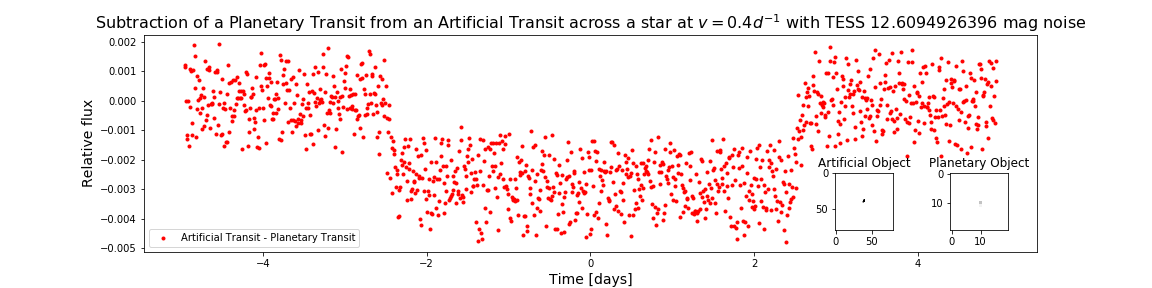 Subtraction of a Planetary Transit from an Artificial Transit across a star at v = 0.4d⁻¹ with TESS 12.6094926396 mag noise
0.002
0.001
0.000
−0.001
−0.002
−0.003
−0.004
−0.005
Relative flux
Artificial Object
0
50
0 50
Planetary Object
0
10
0 10
Artificial Transit - Planetary Transit
−4 −2 0 2 4
Time [days]